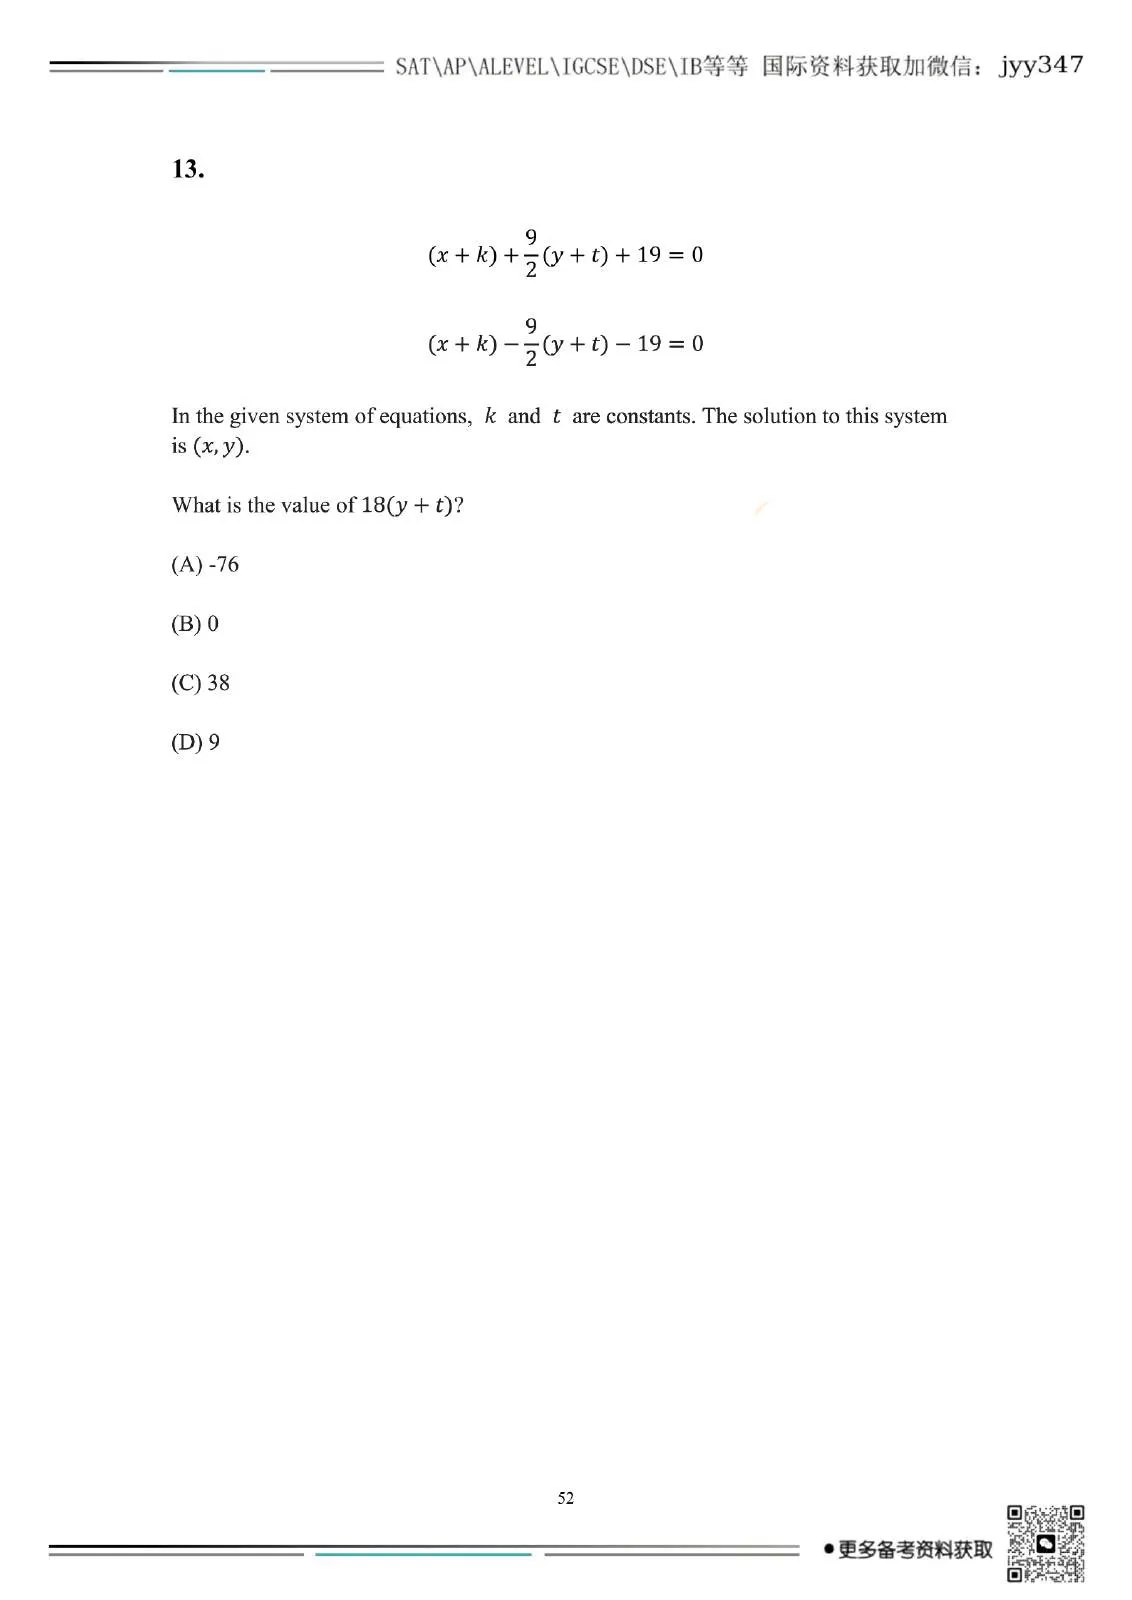 SAT\AP\ALEVEL\IGCSE\DSE\IB等等 国际资料获取加微信: jyy347
13.
(x + k) + 9/2 (y + t) + 19 = 0
(x + k) − 9/2 (y + t) − 19 = 0
In the given system of equations, k and t are constants. The solution to this system
is (x, y).
What is the value of 18(y + t)?
(A) -76
(B) 0
(C) 38
(D) 9
52
●更多备考资料获取